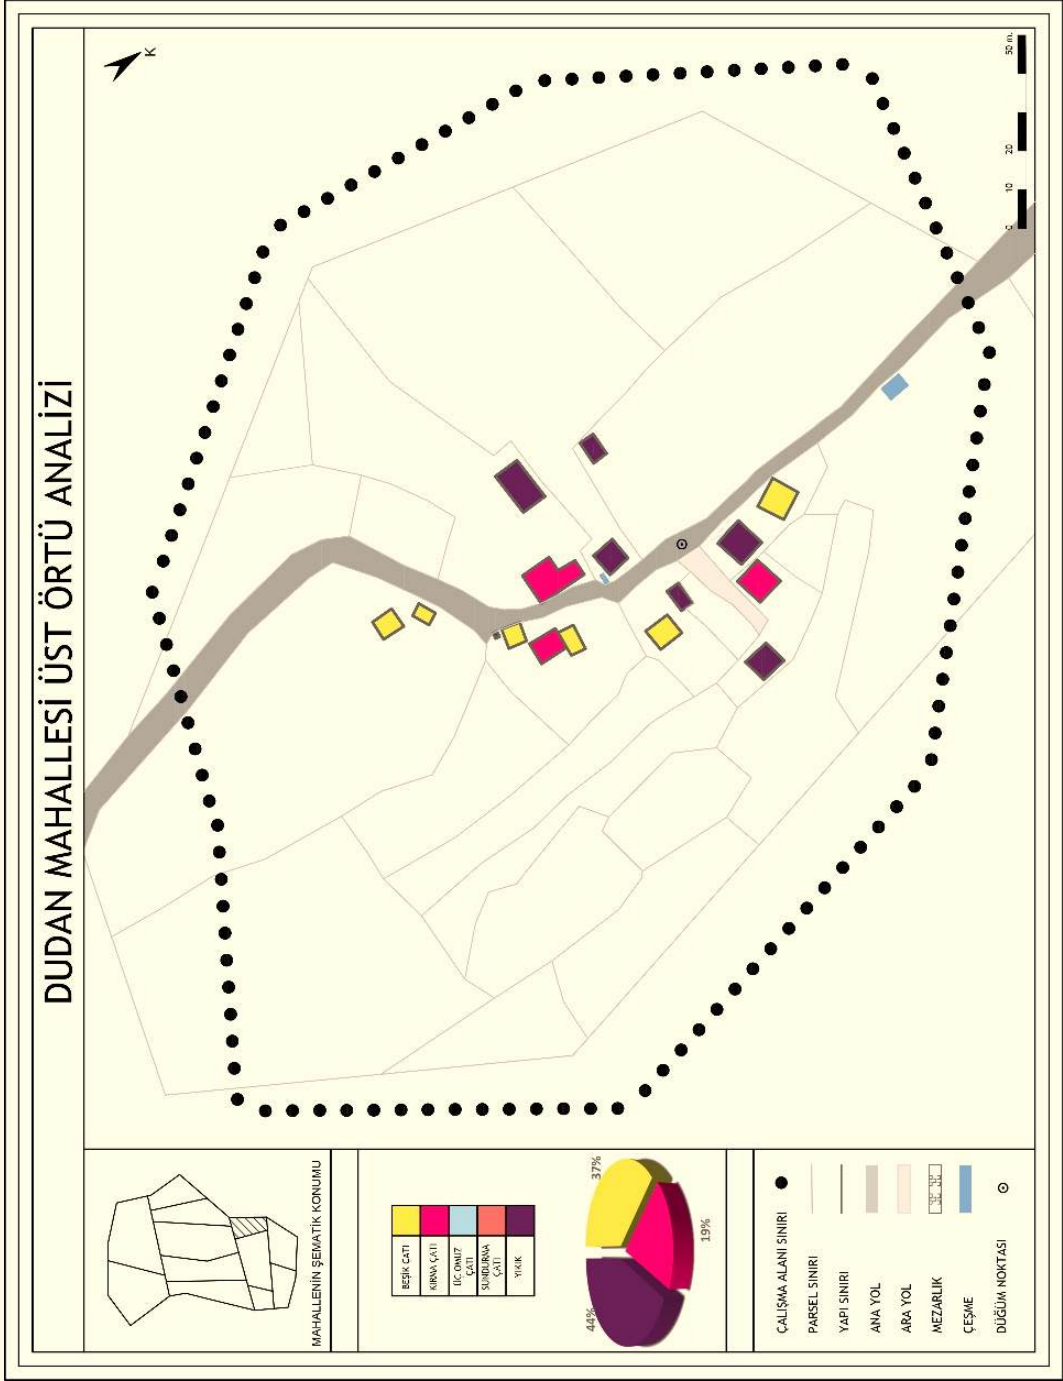 DUDAN MAHALLESİ ÜST ÖRTÜ ANALİZİ
K
MAHALLENİN ŞEMATİK KONUMU
BEŞİK ÇATI
KIRMA ÇATI
ÜÇ OMUZ
ÇATI
SUNDURMA
ÇATI
YIKIK
44%
37%
19%
ÇALIŞMA ALANI SINIRI
PARSEL SINIRI
YAPI SINIRI
ANA YOL
ARA YOL
MEZARLIK
ÇEŞME
DÜĞÜM NOKTASI
0 10 20 50 m.